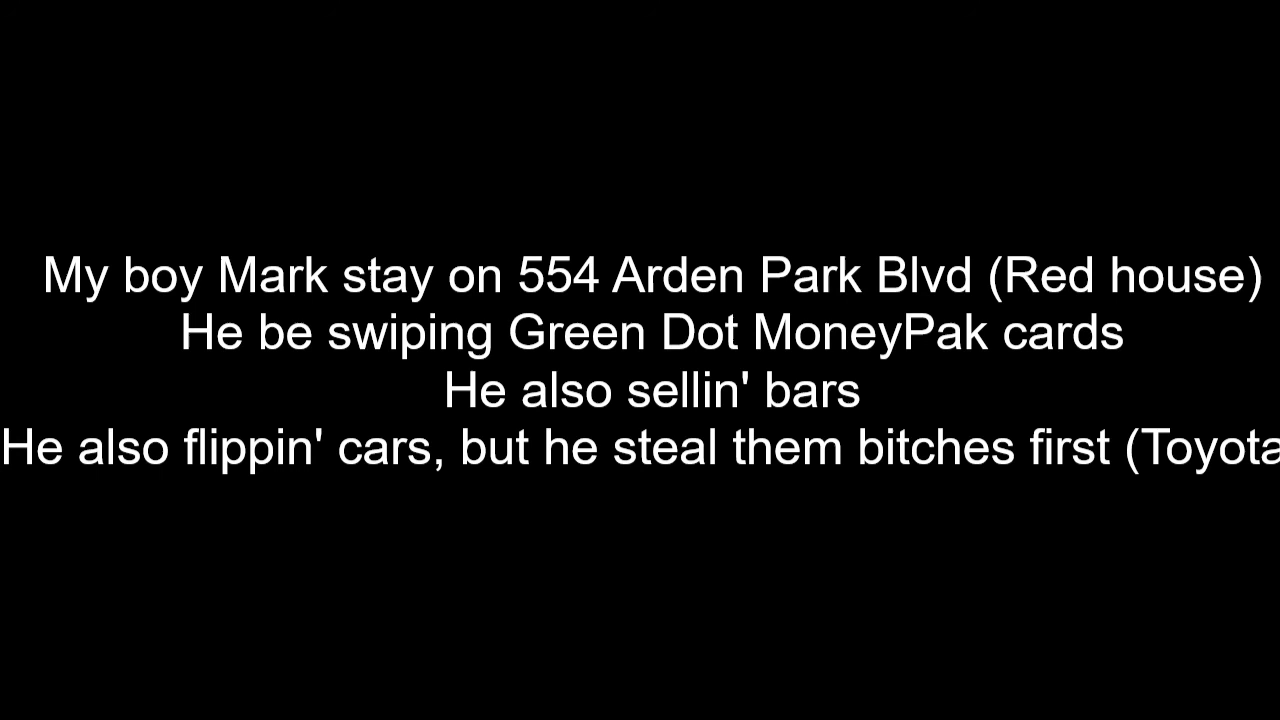 My boy Mark stay on 554 Arden Park Blvd (Red house)
He be swiping Green Dot MoneyPak cards
He also sellin' bars
He also flippin' cars, but he steal them bitches first (Toyota